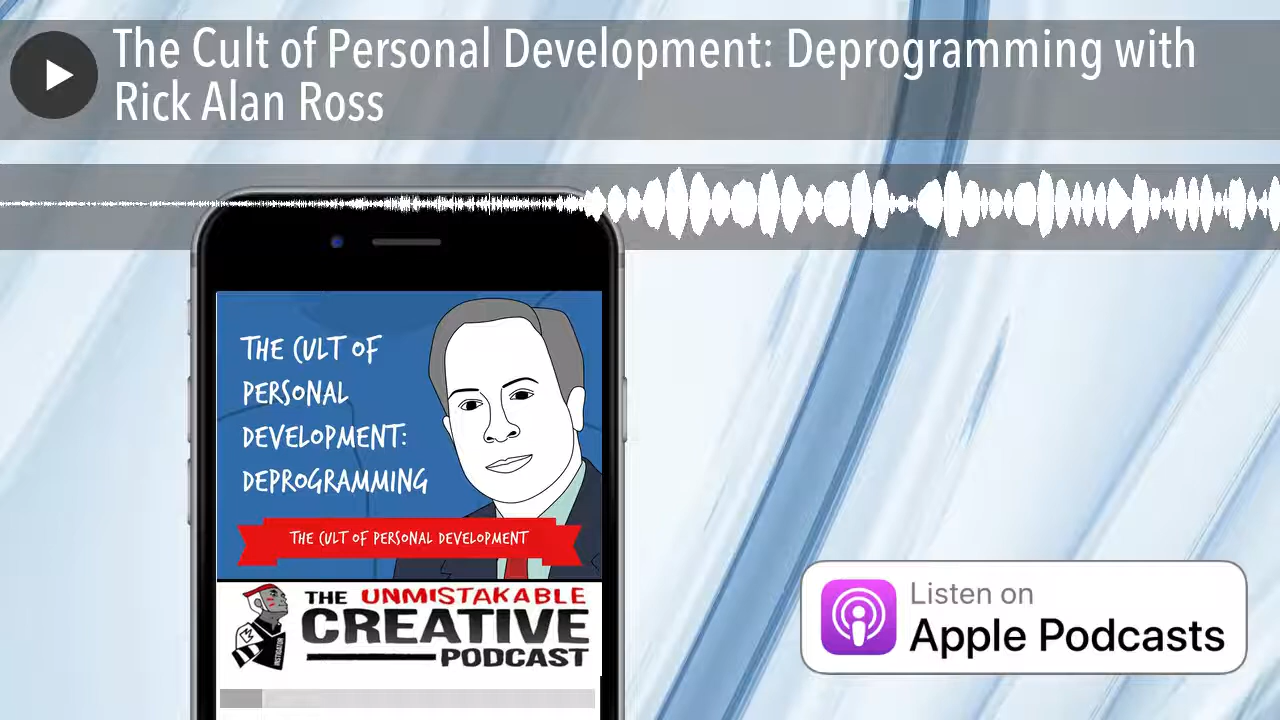 The Cult of Personal Development: Deprogramming with
Rick Alan Ross
THE CULT OF
PERSONAL
DEVELOPMENT:
DEPROGRAMMING
THE CULT OF PERSONAL DEVELOPMENT
THE UNMISTAKABLE
CREATIVE
PODCAST
INSTIGATOR
Listen on
Apple Podcasts